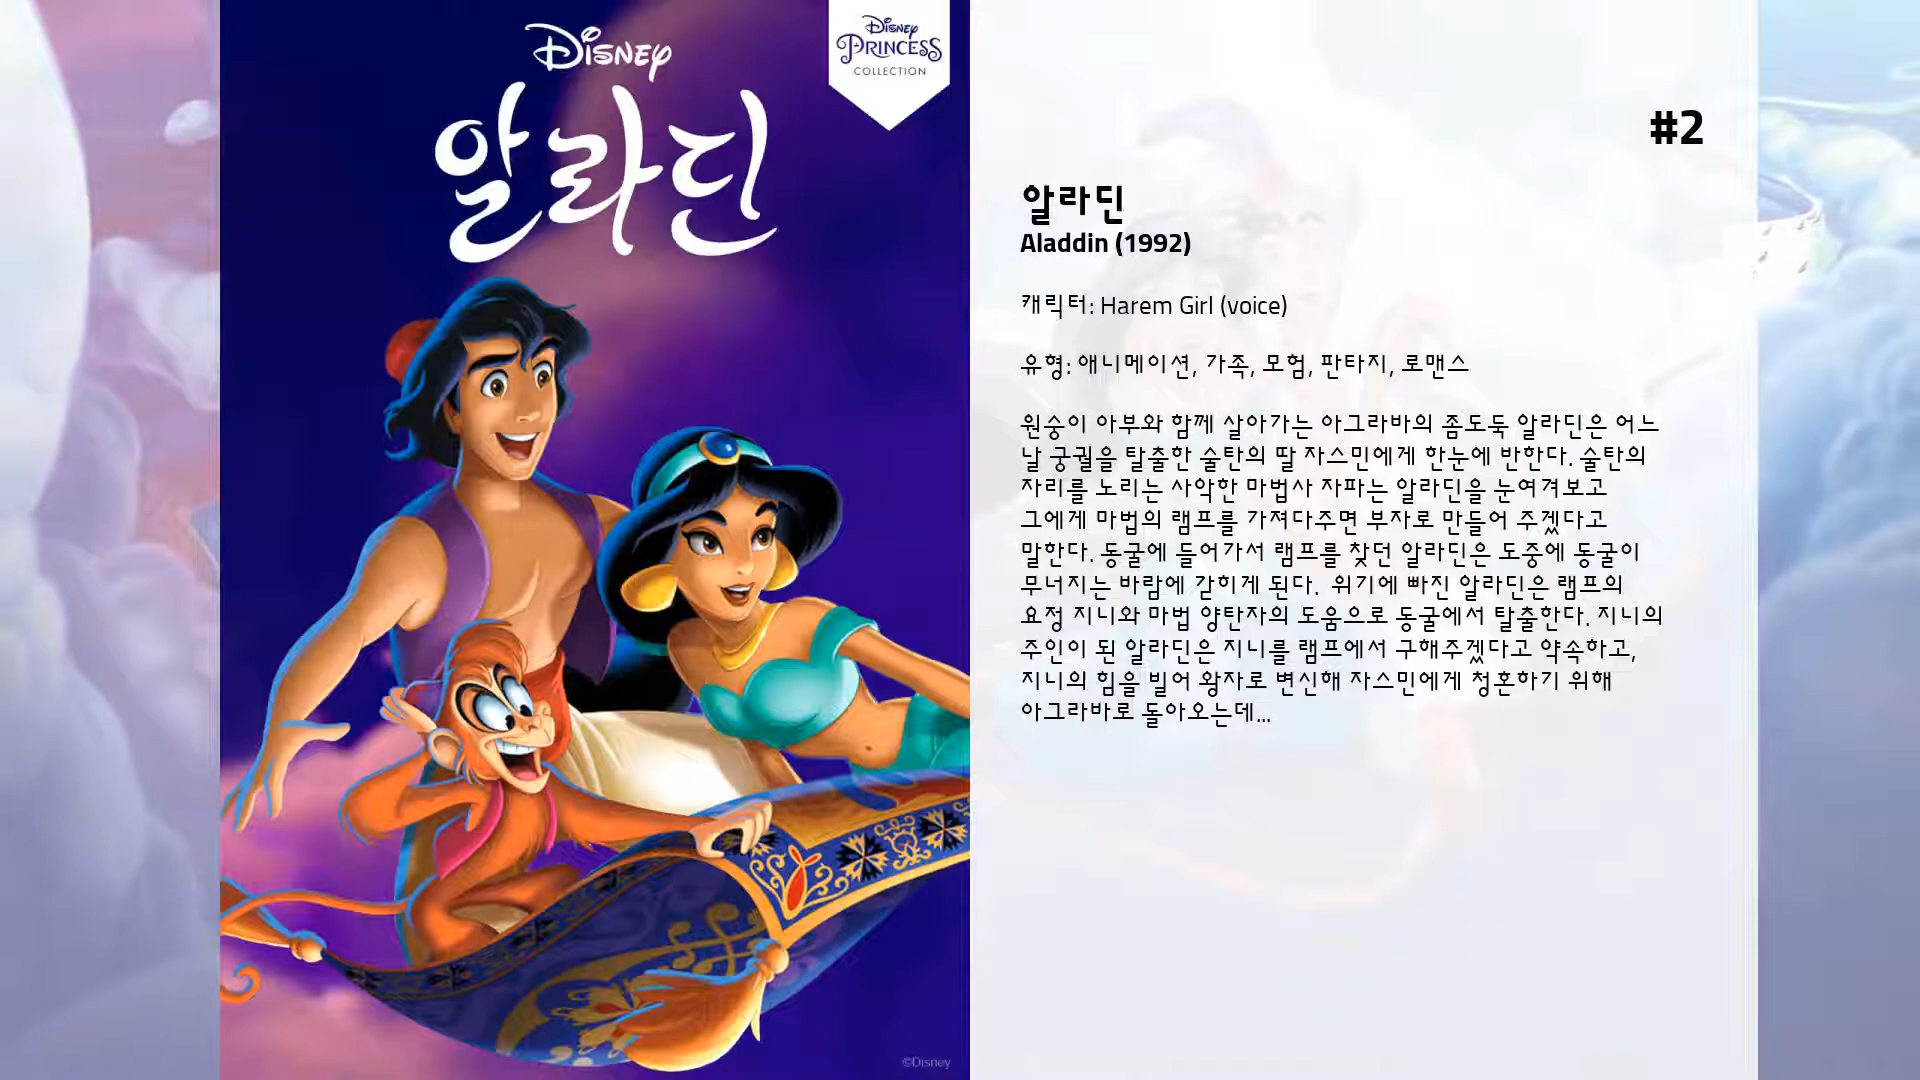 Disney
알라딘
Disney
PRINCESS
COLLECTION
©Disney
#2
알라딘
Aladdin (1992)
캐릭터: Harem Girl (voice)
유형: 애니메이션, 가족, 모험, 판타지, 로맨스
원숭이 아부와 함께 살아가는 아그라바의 좀도둑 알라딘은 어느
날 궁궐을 탈출한 술탄의 딸 자스민에게 한눈에 반한다. 술탄의
자리를 노리는 사악한 마법사 자파는 알라딘을 눈여겨보고
그에게 마법의 램프를 가져다주면 부자로 만들어 주겠다고
말한다. 동굴에 들어가서 램프를 찾던 알라딘은 도중에 동굴이
무너지는 바람에 갇히게 된다. 위기에 빠진 알라딘은 램프의
요정 지니와 마법 양탄자의 도움으로 동굴에서 탈출한다. 지니의
주인이 된 알라딘은 지니를 램프에서 구해주겠다고 약속하고,
지니의 힘을 빌어 왕자로 변신해 자스민에게 청혼하기 위해
아그라바로 돌아오는데...